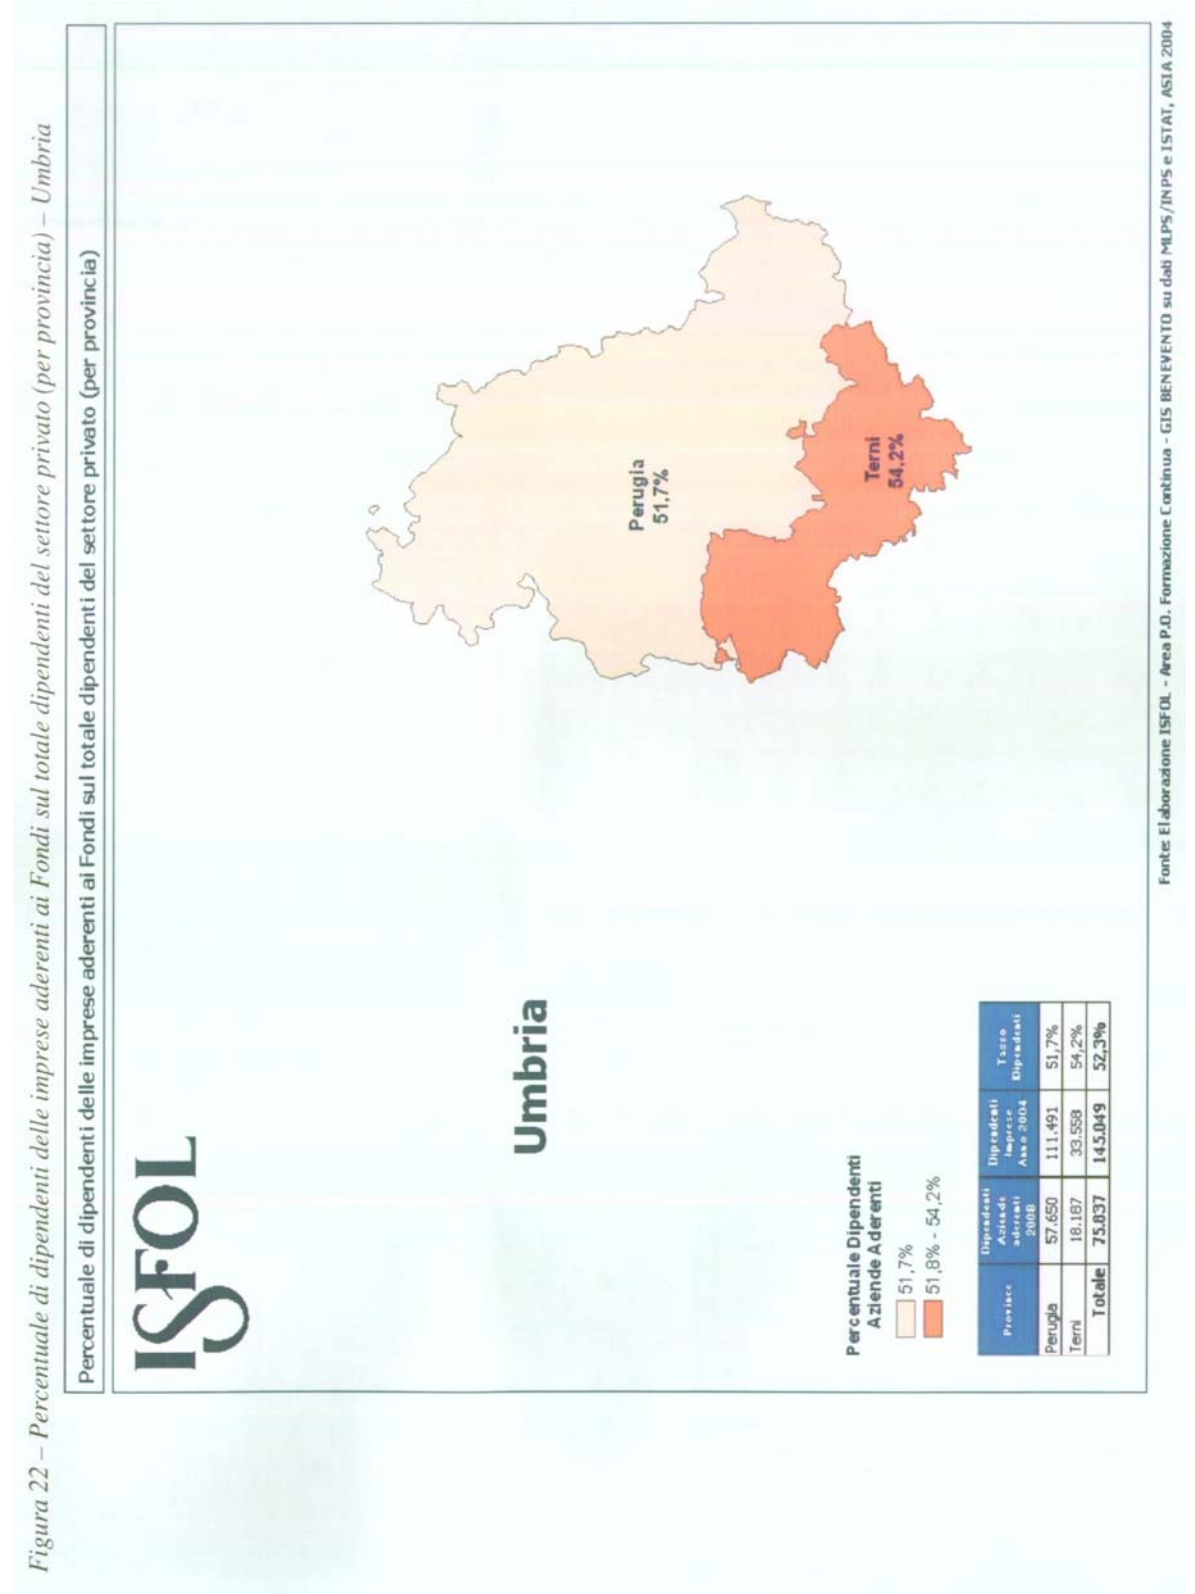 Figura 22 – Percentuale di dipendenti delle imprese aderenti ai Fondi sul totale dipendenti del settore privato (per provincia) – Umbria
Percentuale di dipendenti delle imprese aderenti ai Fondi sul totale dipendenti del settore privato (per provincia)
ISFOL
Umbria
Perugia
51,7%
Terni
54,2%
Percentuale Dipendenti
Aziende Aderenti
51,7%
51,8% - 54,2%
Province Dipendenti Aziende aderenti 2008 Dipendenti Imprese Anno 2004 Tasso Dipendenti
Perugia 57.650 111.491 51,7%
Terni 18.187 33.558 54,2%
Totale 75.837 145.049 52,3%
Fonte: Elaborazione ISFOL - Area P.O. Formazione Continua - GIS BENEVENTO su dati MLPS/INPS e ISTAT, ASIA 2004